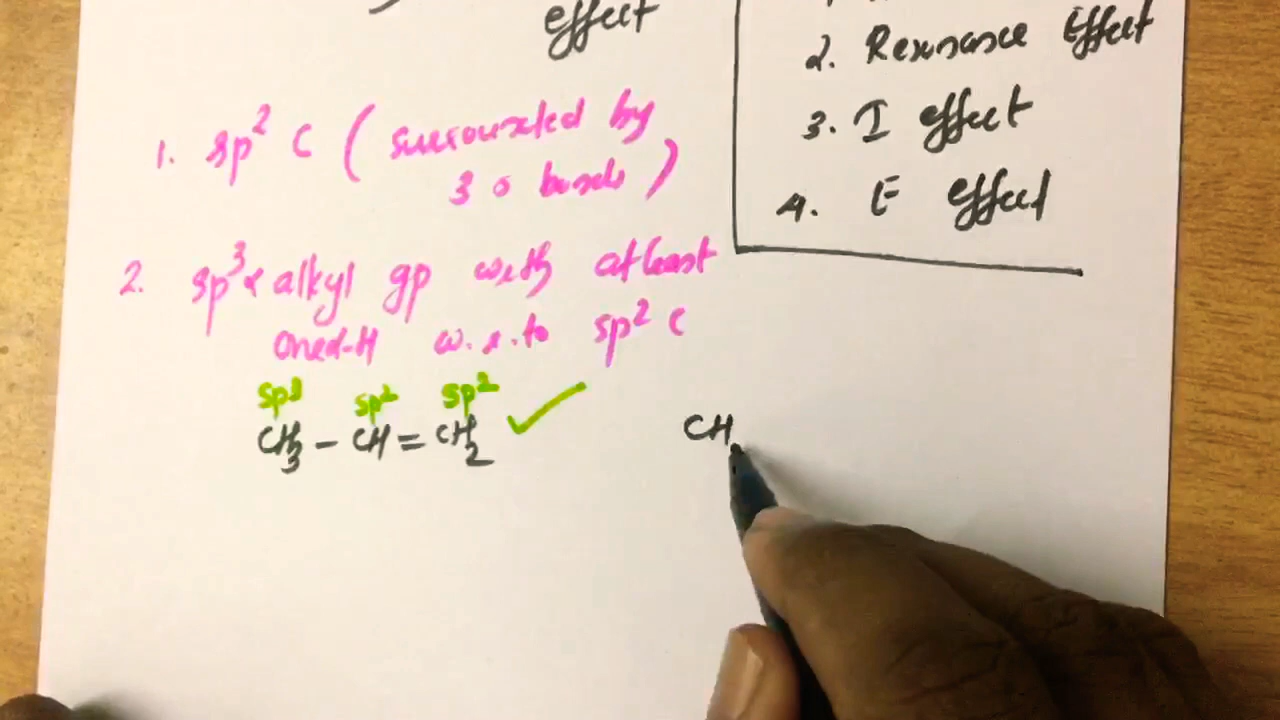 effect
2. Resonance Effect
3. I effect
4. E effect
1. sp² C ( surrounded by
3 σ bonds )
2. sp³ α alkyl gp with atleast
one α-H w.r.to sp² C
sp3 sp² sp²
CH₃ – CH = CH₂ ✓
CH